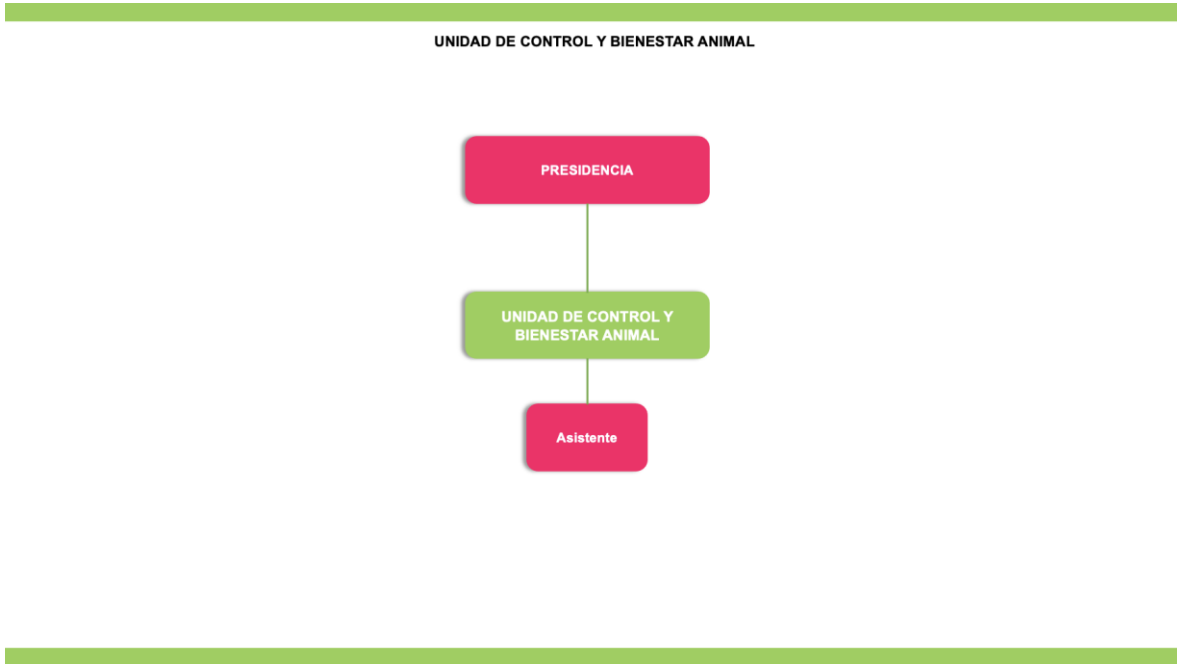 UNIDAD DE CONTROL Y BIENESTAR ANIMAL
PRESIDENCIA
UNIDAD DE CONTROL Y
BIENESTAR ANIMAL
Asistente